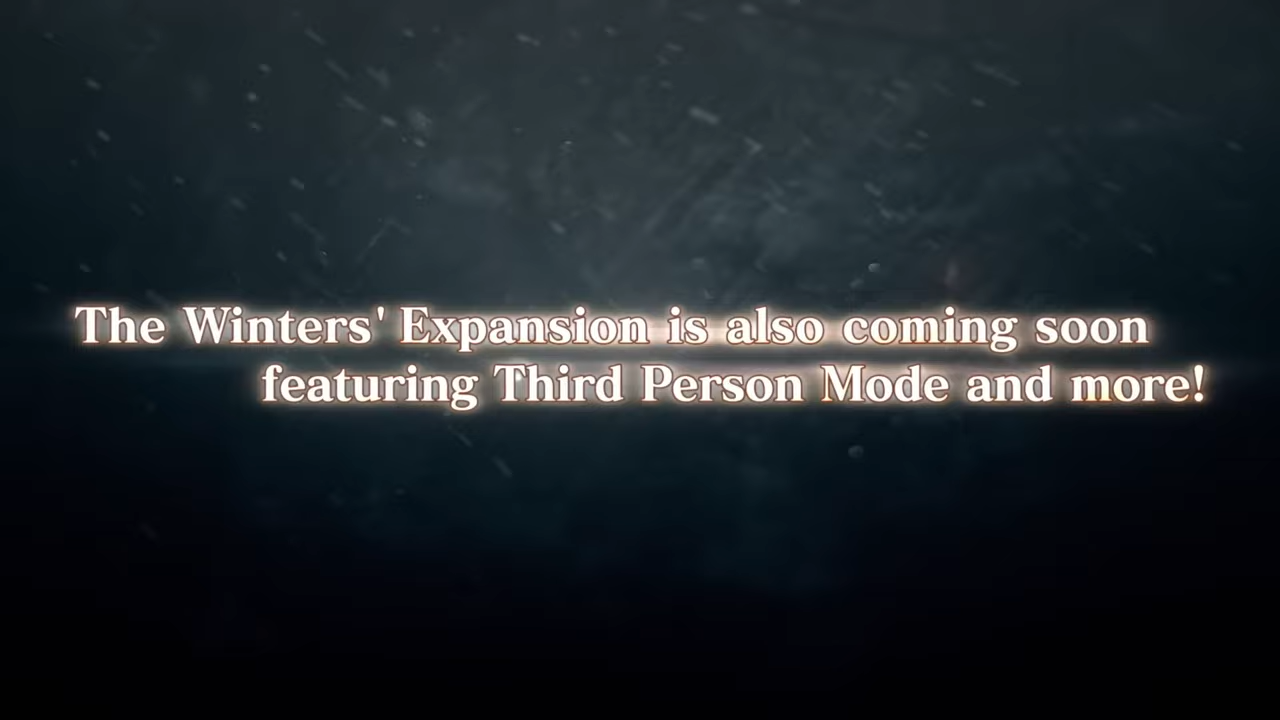 The Winters' Expansion is also coming soon
featuring Third Person Mode and more!